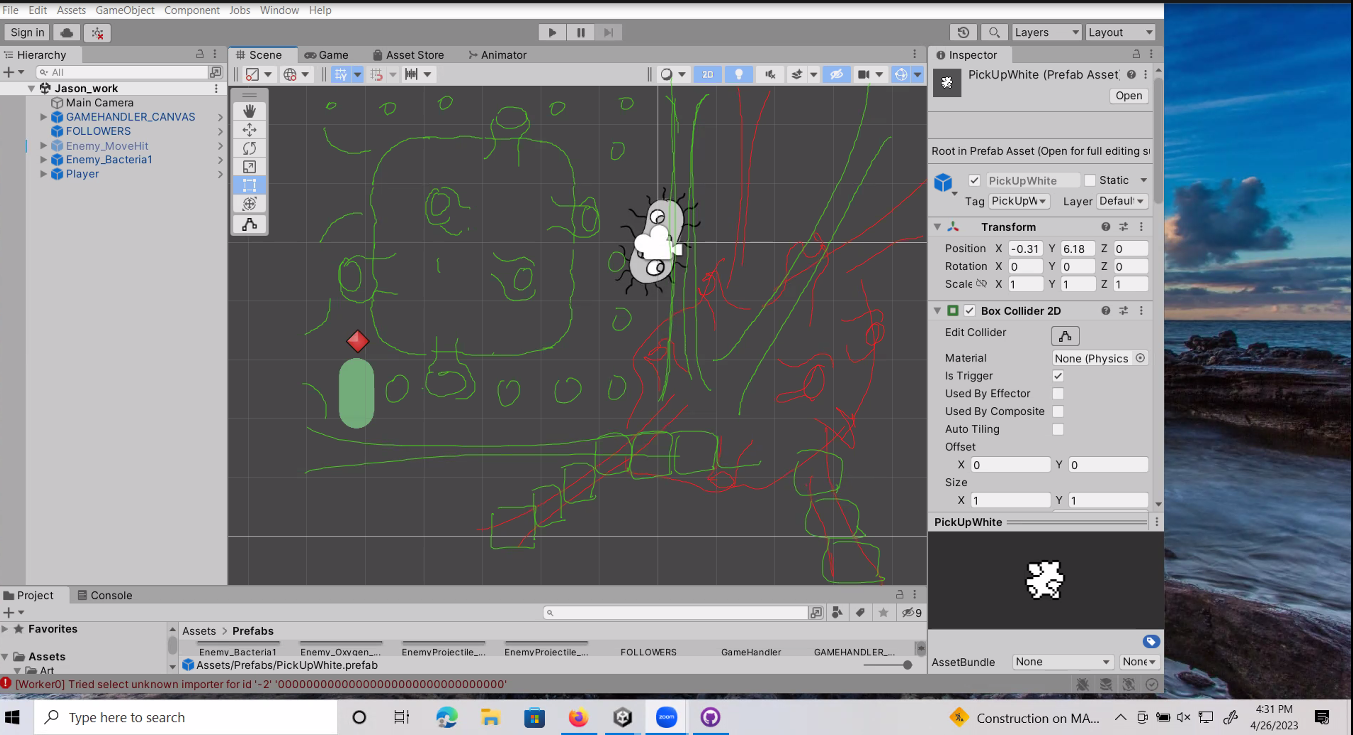 File Edit Assets GameObject Component Jobs Window Help
Sign in Layers Layout
Hierarchy Scene Game Asset Store Animator Inspector
All
2D
PickUpWhite (Prefab Asset)
Open
Jason_work
Main Camera
GAMEHANDLER_CANVAS
FOLLOWERS
Enemy_MoveHit
Enemy_Bacteria1
Player
Root in Prefab Asset (Open for full editing su
PickUpWhite Static
Tag PickUpW Layer Defaul
Transform
Position X -0.31 Y 6.18 Z 0
Rotation X 0 Y 0 Z 0
Scale X 1 Y 1 Z 1
Box Collider 2D
Edit Collider
Material None (Physics
Is Trigger
Used By Effector
Used By Composite
Auto Tiling
Offset
X 0 Y 0
Size
X 1 Y 1
PickUpWhite
AssetBundle None None
Project Console
9
Favorites
Assets
Art
Assets > Prefabs
Enemy_Bacteria1 Enemy_Oxygen_... EnemyProjectile_... EnemyProjectile_... FOLLOWERS GameHandler GAMEHANDLER_...
Assets/Prefabs/PickUpWhite.prefab
[Worker0] Tried select unknown importer for id '-2' '00000000000000000000000000000000'
Type here to search
zoom
Construction on MA...
4:31 PM
4/26/2023